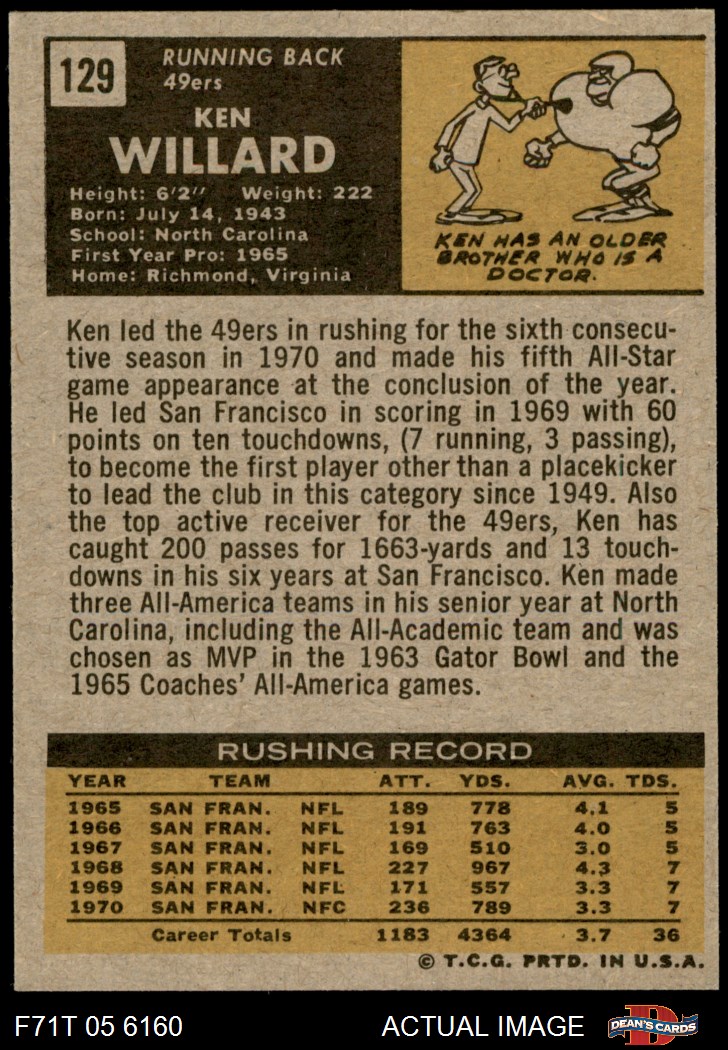 129
RUNNING BACK
49ers
KEN
WILLARD
Height: 6'2" Weight: 222
Born: July 14, 1943
School: North Carolina
First Year Pro: 1965
Home: Richmond, Virginia
KEN HAS AN OLDER
BROTHER WHO IS A
DOCTOR.
Ken led the 49ers in rushing for the sixth consecu-
tive season in 1970 and made his fifth All-Star
game appearance at the conclusion of the year.
He led San Francisco in scoring in 1969 with 60
points on ten touchdowns, (7 running, 3 passing),
to become the first player other than a placekicker
to lead the club in this category since 1949. Also
the top active receiver for the 49ers, Ken has
caught 200 passes for 1663-yards and 13 touch-
downs in his six years at San Francisco. Ken made
three All-America teams in his senior year at North
Carolina, including the All-Academic team and was
chosen as MVP in the 1963 Gator Bowl and the
1965 Coaches' All-America games.
RUSHING RECORD
YEAR TEAM ATT. YDS. AVG. TDS.
1965 SAN FRAN. NFL 189 778 4.1 5
1966 SAN FRAN. NFL 191 763 4.0 5
1967 SAN FRAN. NFL 169 510 3.0 5
1968 SAN FRAN. NFL 227 967 4.3 7
1969 SAN FRAN. NFL 171 557 3.3 7
1970 SAN FRAN. NFC 236 789 3.3 7
Career Totals 1183 4364 3.7 36
© T.C.G. PRTD. IN U.S.A.
F71T 05 6160 ACTUAL IMAGE DEAN'S CARDS